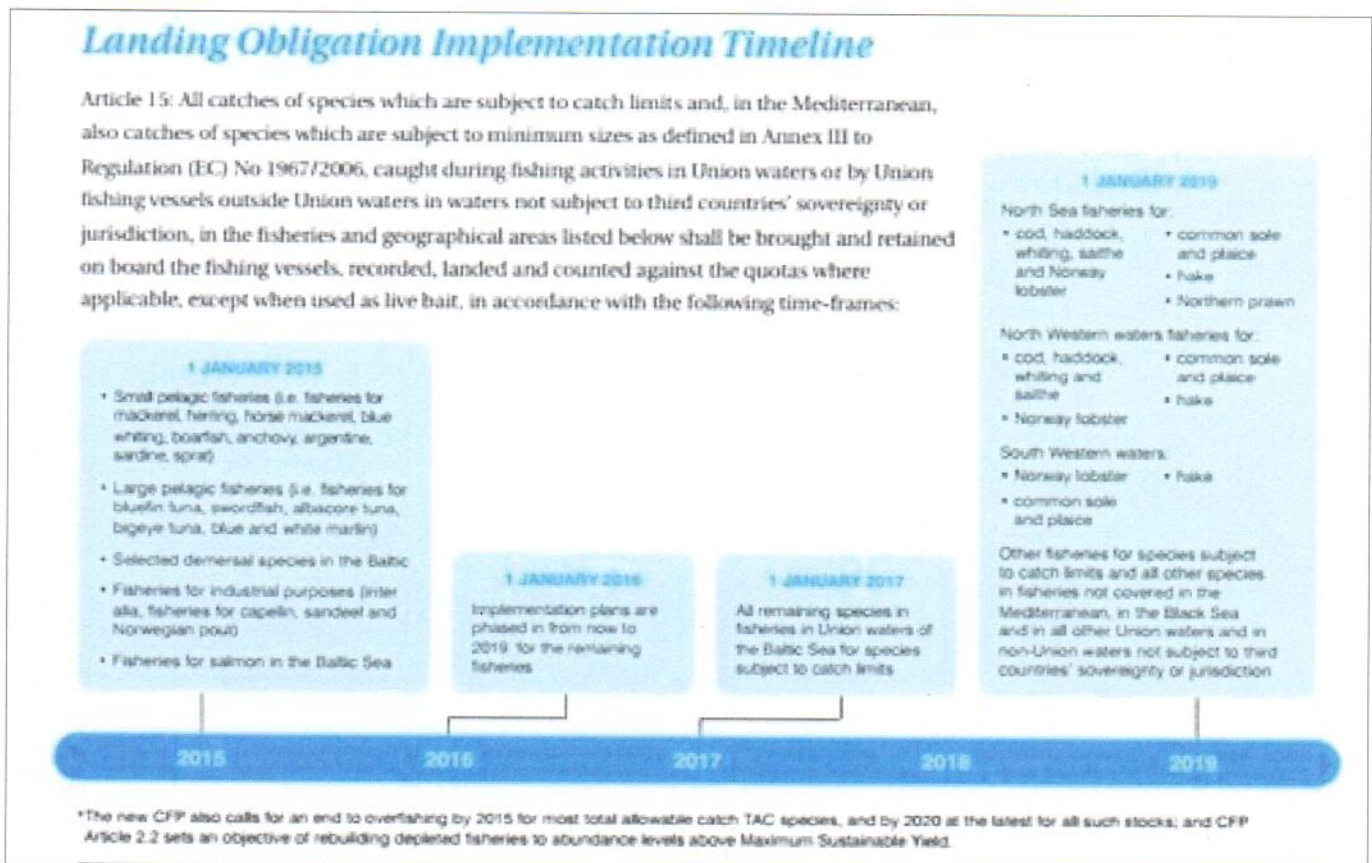 Landing Obligation Implementation Timeline
Article 15: All catches of species which are subject to catch limits and, in the Mediterranean,
also catches of species which are subject to minimum sizes as defined in Annex III to
Regulation (EC) No 1967/2006, caught during fishing activities in Union waters or by Union
fishing vessels outside Union waters in waters not subject to third countries' sovereignty or
jurisdiction, in the fisheries and geographical areas listed below shall be brought and retained
on board the fishing vessels, recorded, landed and counted against the quotas where
applicable, except when used as live bait, in accordance with the following time-frames:
1 JANUARY 2015
• Small pelagic fisheries (i.e. fisheries for
mackerel, herring, horse mackerel, blue
whiting, boarfish, anchovy, argentine,
sardine, sprat)
• Large pelagic fisheries (i.e. fisheries for
bluefin tuna, swordfish, albacore tuna,
bigeye tuna, blue and white marlin)
• Selected demersal species in the Baltic
• Fisheries for industrial purposes (inter
alia, fisheries for capelin, sandeel and
Norwegian pout)
• Fisheries for salmon in the Baltic Sea
1 JANUARY 2016
Implementation plans are
phased in from now to
2019 for the remaining
fisheries
1 JANUARY 2017
All remaining species in
fisheries in Union waters of
the Baltic Sea for species
subject to catch limits
1 JANUARY 2019
North Sea fisheries for:
• cod, haddock,
whiting, saithe
and Norway
lobster
• common sole
and plaice
• hake
• Northern prawn
North Western waters fisheries for:
• cod, haddock,
whiting and
saithe
• Norway lobster
• common sole
and plaice
• hake
South Western waters:
• Norway lobster
• common sole
and plaice
• hake
Other fisheries for species subject
to catch limits and all other species
in fisheries not covered in the
Mediterranean, in the Black Sea
and in all other Union waters and in
non-Union waters not subject to third
countries' sovereignty or jurisdiction
2015 2016 2017 2018 2019
*The new CFP also calls for an end to overfishing by 2015 for most total allowable catch TAC species, and by 2020 at the latest for all such stocks; and CFP
Article 2.2 sets an objective of rebuilding depleted fisheries to abundance levels above Maximum Sustainable Yield.